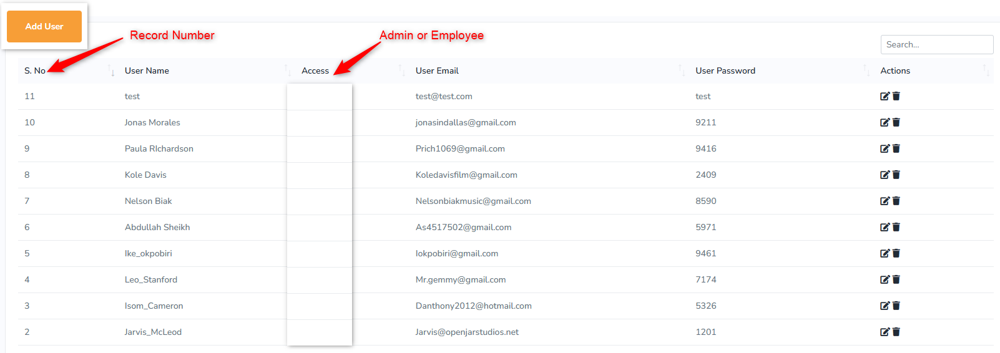 Add User
Record Number
Admin or Employee
Search...
S. No User Name Access User Email User Password Actions
11 test test@test.com test
10 Jonas Morales jonasindallas@gmail.com 9211
9 Paula RIchardson Prich1069@gmail.com 9416
8 Kole Davis Koledavisfilm@gmail.com 2409
7 Nelson Biak Nelsonbiakmusic@gmail.com 8590
6 Abdullah Sheikh As4517502@gmail.com 5971
5 Ike_okpobiri Iokpobiri@gmail.com 9461
4 Leo_Stanford Mr.gemmy@gmail.com 7174
3 Isom_Cameron Danthony2012@hotmail.com 5326
2 Jarvis_McLeod Jarvis@openjarstudios.net 1201